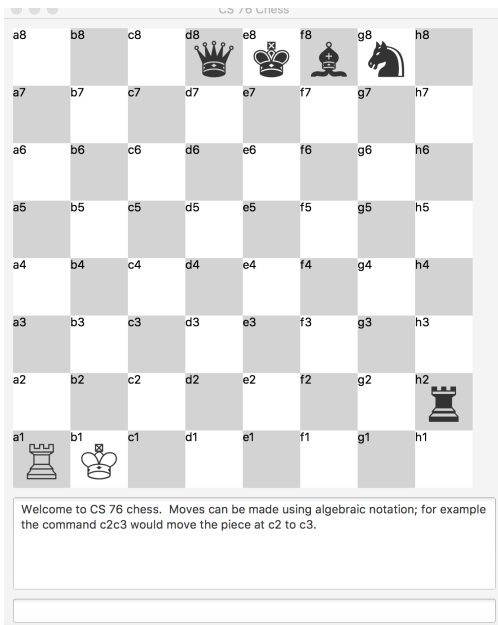 CS 76 Chess
a8 b8 c8 d8 e8 f8 g8 h8
a7 b7 c7 d7 e7 f7 g7 h7
a6 b6 c6 d6 e6 f6 g6 h6
a5 b5 c5 d5 e5 f5 g5 h5
a4 b4 c4 d4 e4 f4 g4 h4
a3 b3 c3 d3 e3 f3 g3 h3
a2 b2 c2 d2 e2 f2 g2 h2
a1 b1 c1 d1 e1 f1 g1 h1
Welcome to CS 76 chess.  Moves can be made using algebraic notation; for example
the command c2c3 would move the piece at c2 to c3.